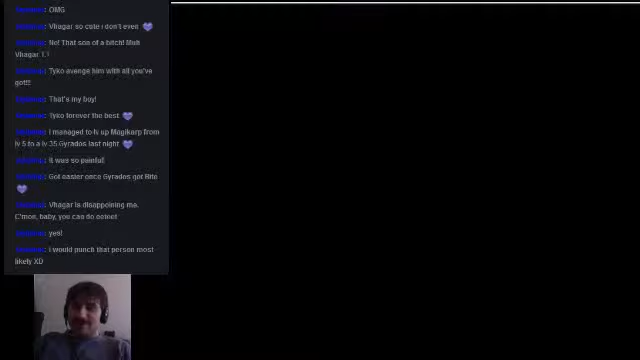 OMG
Vhagar so cute i don't even
No! That son of a bitch! Muh
Vhagar T.T
Tyko avenge him with all you've
got!!!
That's my boy!
Tyko forever the best
I managed to lv up Magikarp from
lv 5 to a lv 35 Gyrados last night
It was so painful!
Got easier once Gyrados got Bite
Vhagar is disappoining me.
C'mon, baby, you can do eeteet
yes!
I would punch that person most
likely XD